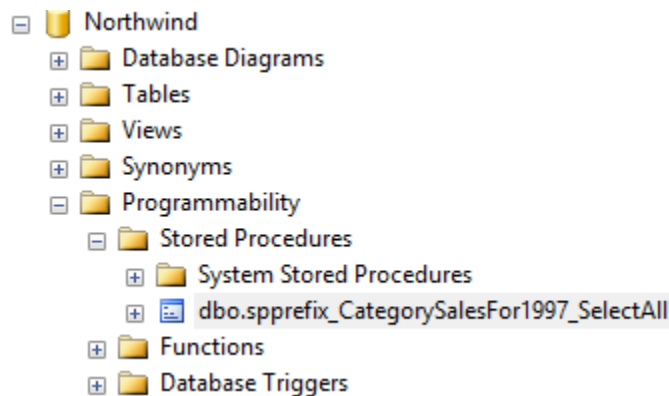 Northwind
Database Diagrams
Tables
Views
Synonyms
Programmability
Stored Procedures
System Stored Procedures
dbo.spprefix_CategorySalesFor1997_SelectAll
Functions
Database Triggers